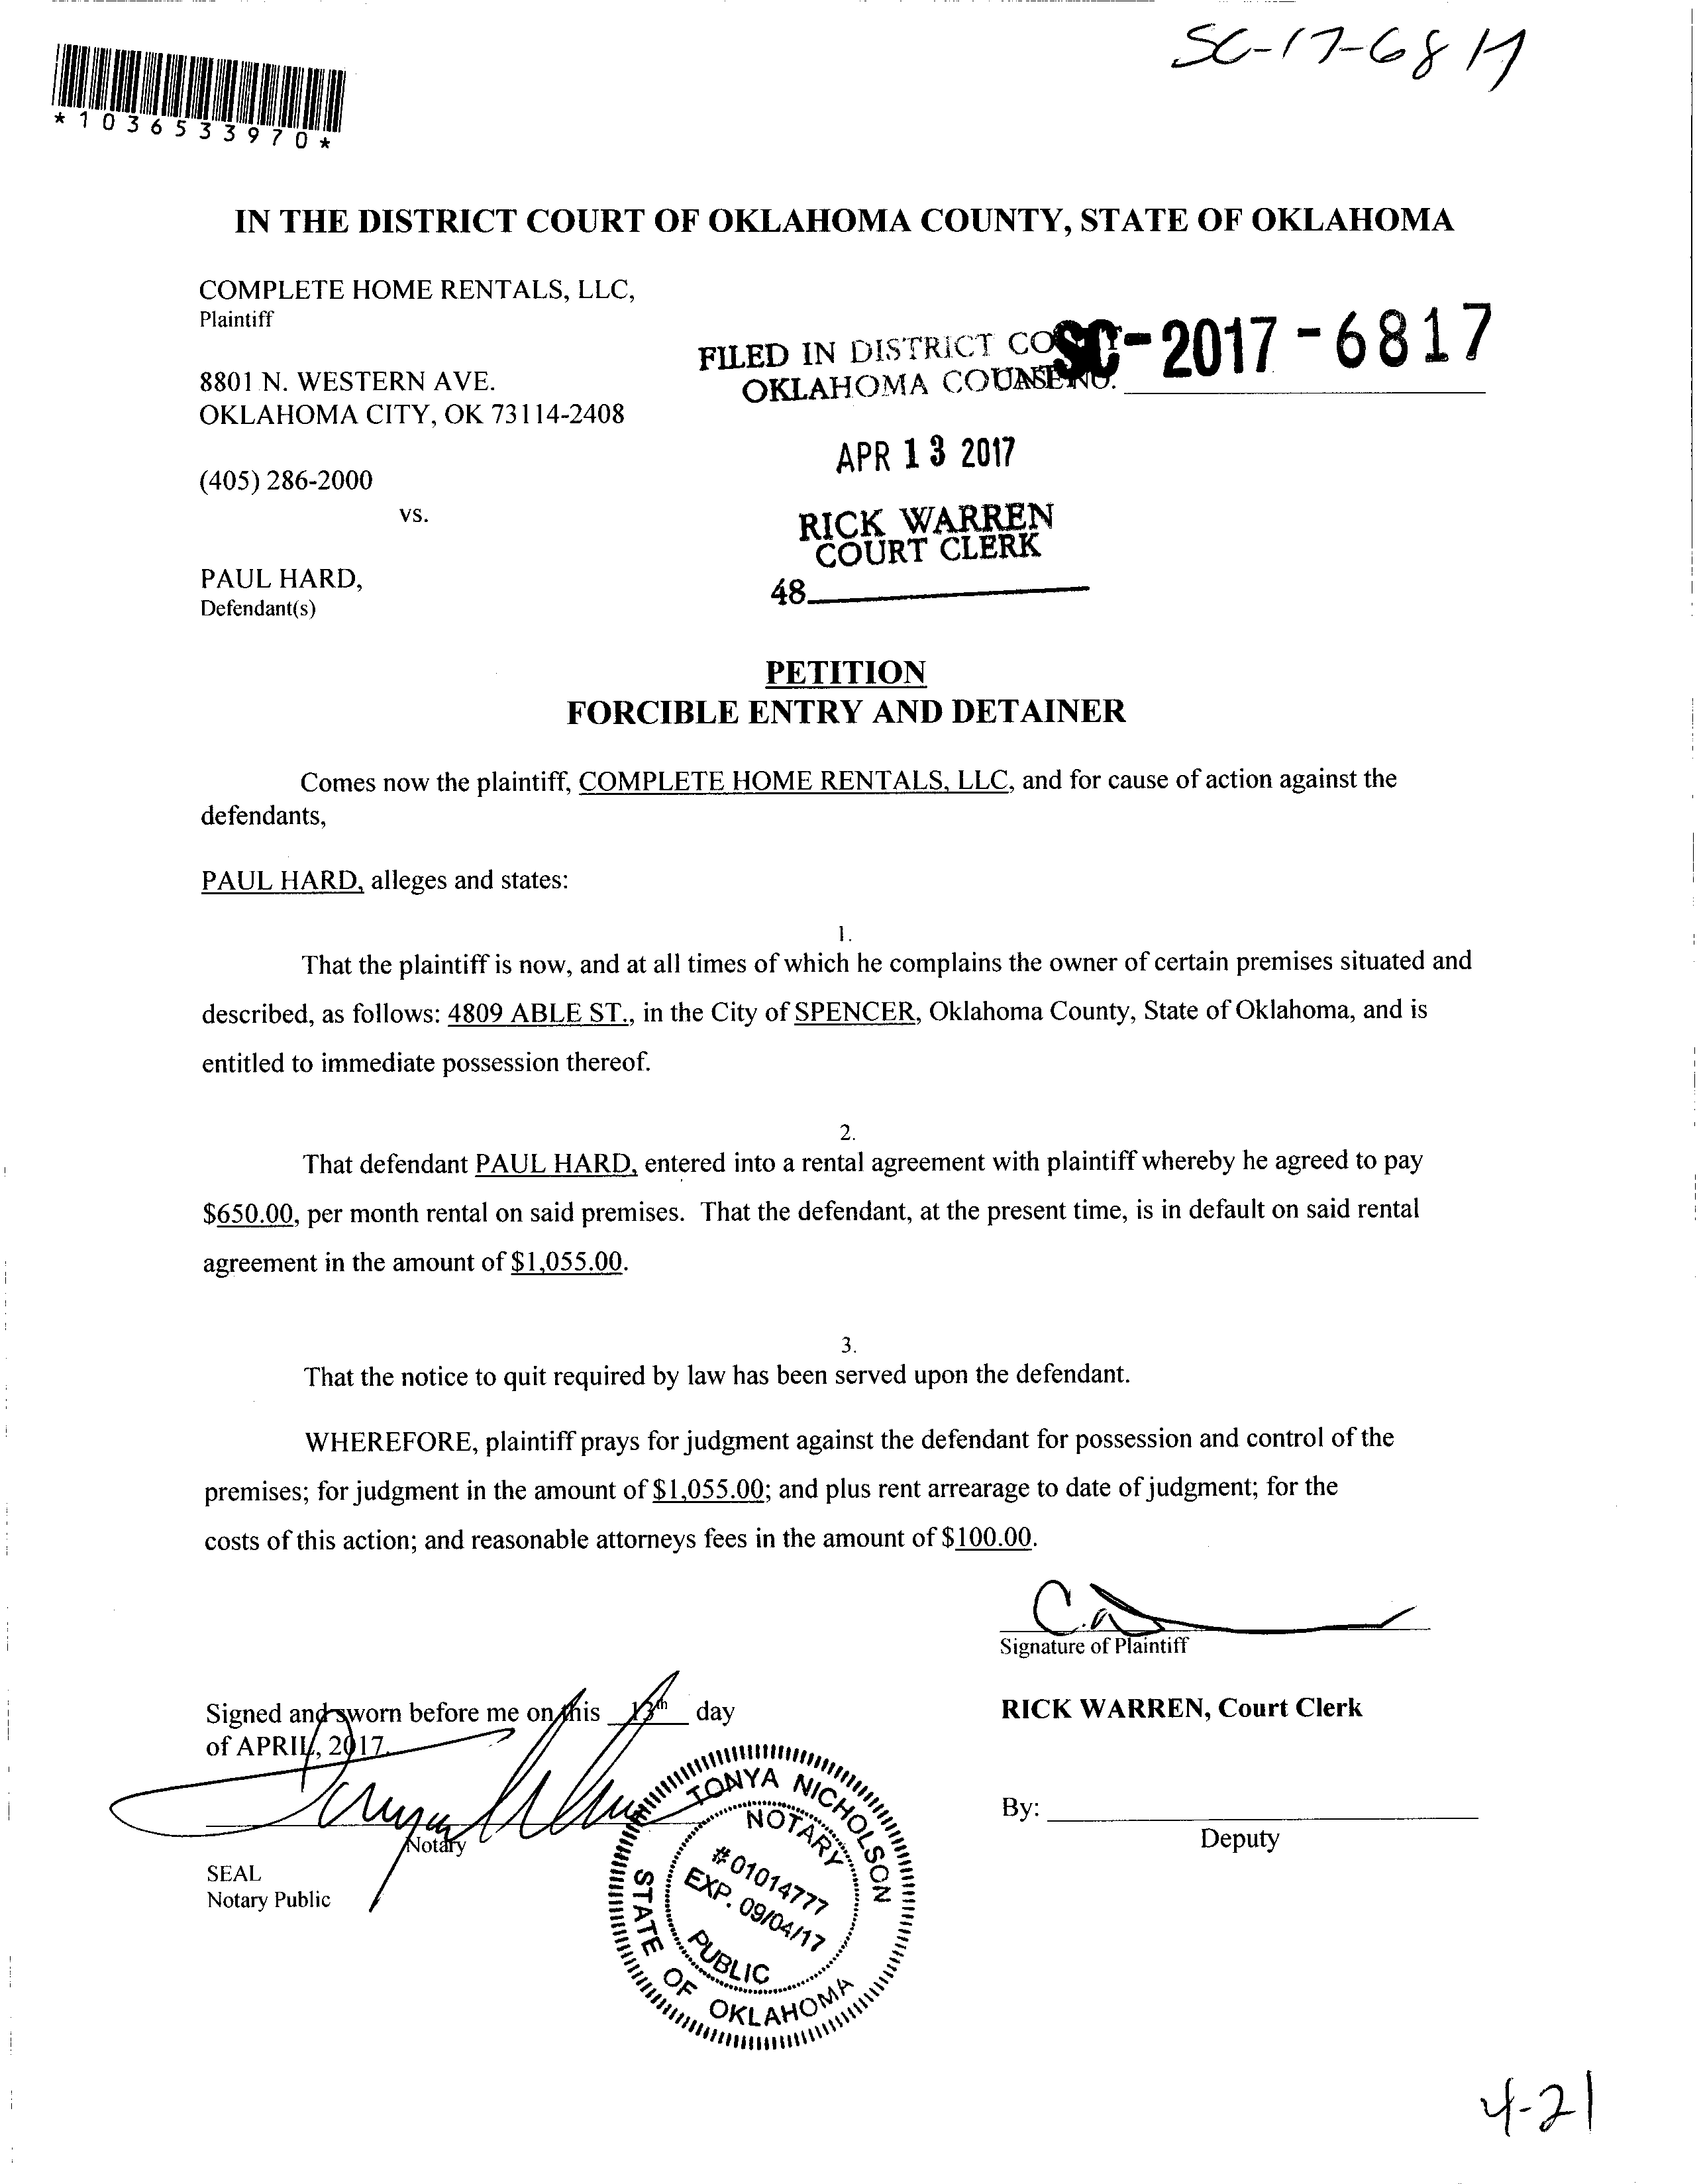 SC-17-6817
*1036533970*
IN THE DISTRICT COURT OF OKLAHOMA COUNTY, STATE OF OKLAHOMA
COMPLETE HOME RENTALS, LLC,
Plaintiff
FILED IN DISTRICT COURT
SC-2017-6817
8801 N. WESTERN AVE.
OKLAHOMA COUNTY
CASE NO.
OKLAHOMA CITY, OK 73114-2408
APR 13 2017
(405) 286-2000
vs.
RICK WARREN
COURT CLERK
PAUL HARD,
48
Defendant(s)
PETITION
FORCIBLE ENTRY AND DETAINER
Comes now the plaintiff, COMPLETE HOME RENTALS, LLC, and for cause of action against the
defendants,
PAUL HARD, alleges and states:
1.
That the plaintiff is now, and at all times of which he complains the owner of certain premises situated and
described, as follows: 4809 ABLE ST., in the City of SPENCER, Oklahoma County, State of Oklahoma, and is
entitled to immediate possession thereof.
2.
That defendant PAUL HARD, entered into a rental agreement with plaintiff whereby he agreed to pay
$650.00, per month rental on said premises. That the defendant, at the present time, is in default on said rental
agreement in the amount of $1,055.00.
3.
That the notice to quit required by law has been served upon the defendant.
WHEREFORE, plaintiff prays for judgment against the defendant for possession and control of the
premises; for judgment in the amount of $1,055.00; and plus rent arrearage to date of judgment; for the
costs of this action; and reasonable attorneys fees in the amount of $100.00.
Signature of Plaintiff
Signed and sworn before me on this 13th day
of APRIL, 2017.
RICK WARREN, Court Clerk
By:
Deputy
Notary
SEAL
Notary Public
TONYA NICHOLSON
NOTARY
# 01014777
EXP. 09/04/17
PUBLIC
STATE OF OKLAHOMA
4-21